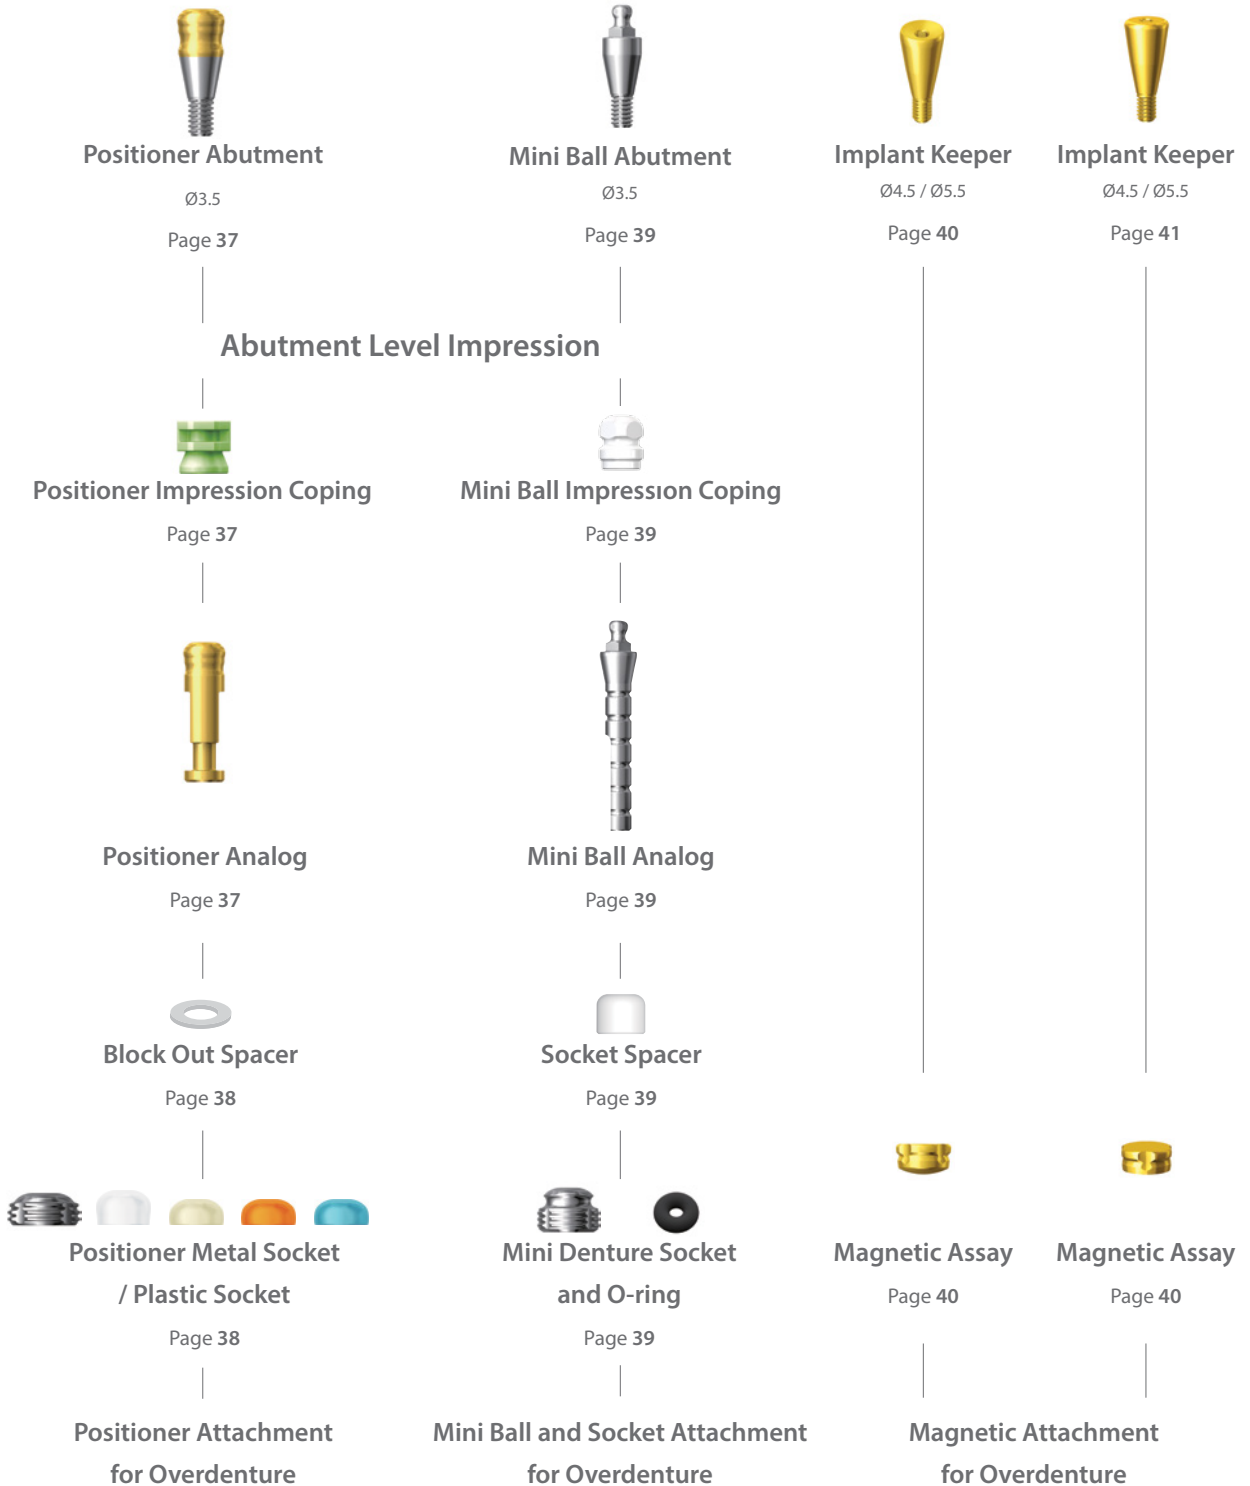 Positioner Abutment
Ø3.5
Page 37
Mini Ball Abutment
Ø3.5
Page 39
Implant Keeper
Ø4.5 / Ø5.5
Page 40
Implant Keeper
Ø4.5 / Ø5.5
Page 41
Abutment Level Impression
Positioner Impression Coping
Page 37
Mini Ball Impression Coping
Page 39
Positioner Analog
Page 37
Mini Ball Analog
Page 39
Block Out Spacer
Page 38
Socket Spacer
Page 39
Positioner Metal Socket
/ Plastic Socket
Page 38
Mini Denture Socket
and O-ring
Page 39
Magnetic Assay
Page 40
Magnetic Assay
Page 40
Positioner Attachment
for Overdenture
Mini Ball and Socket Attachment
for Overdenture
Magnetic Attachment
for Overdenture